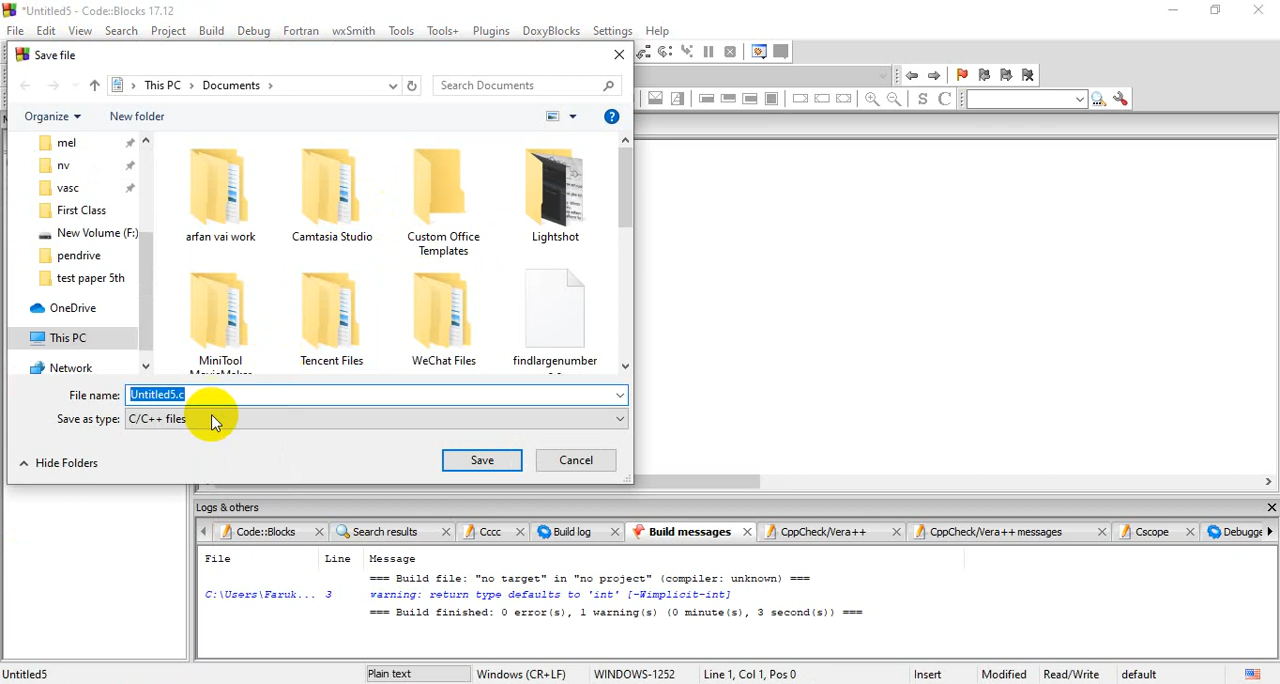 *Untitled5 - Code::Blocks 17.12
File Edit View Search Project Build Debug Fortran wxSmith Tools Tools+ Plugins DoxyBlocks Settings Help
Save file
This PC > Documents >
Search Documents
Organize
New folder
mel
nv
vasc
First Class
New Volume (F:)
pendrive
test paper 5th
OneDrive
This PC
Network
arfan vai work
Camtasia Studio
Custom Office
Templates
Lightshot
MiniTool
MovieMaker
Tencent Files
WeChat Files
findlargenumber
File name: Untitled5.c
Save as type: C/C++ files
Hide Folders
Save
Cancel
S C
Logs & others
Code::Blocks Search results Cccc Build log Build messages CppCheck/Vera++ CppCheck/Vera++ messages Cscope Debugge
File Line Message
=== Build file: "no target" in "no project" (compiler: unknown) ===
C:\Users\Faruk... 3 warning: return type defaults to 'int' [-Wimplicit-int]
=== Build finished: 0 error(s), 1 warning(s) (0 minute(s), 3 second(s)) ===
Untitled5 Plain text Windows (CR+LF) WINDOWS-1252 Line 1, Col 1, Pos 0 Insert Modified Read/Write default